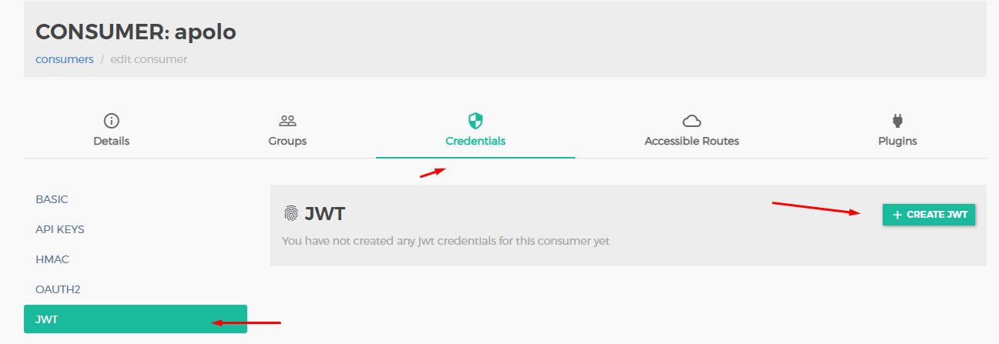 CONSUMER: apolo
consumers / edit consumer
Details
Groups
Credentials
Accessible Routes
Plugins
BASIC
API KEYS
HMAC
OAUTH2
JWT
JWT
+ CREATE JWT
You have not created any jwt credentials for this consumer yet